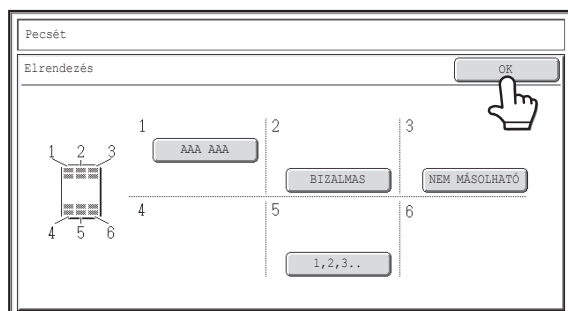 Pecsét
Elrendezés OK
1 2 3
AAA AAA
BIZALMAS NEM MÁSOLHATÓ
1 2 3
4 5 6
4 5 6
1,2,3..